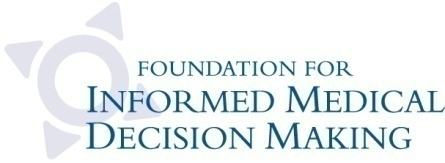 FOUNDATION FOR
INFORMED MEDICAL
DECISION MAKING